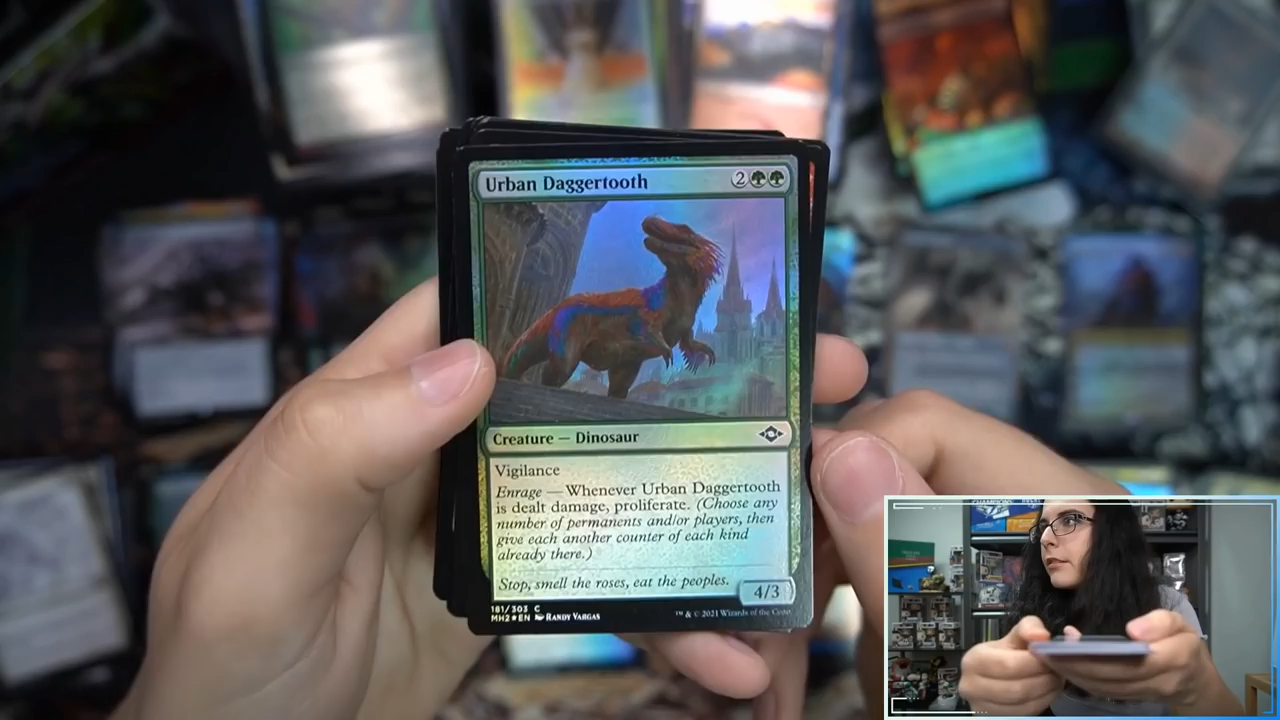 Urban Daggertooth
2
Creature — Dinosaur
Vigilance
Enrage — Whenever Urban Daggertooth
is dealt damage, proliferate. (Choose any
number of permanents and/or players, then
give each another counter of each kind
already there.)
Stop, smell the roses, eat the peoples.
4/3
181/303 C
MH2★EN Randy Vargas
™ & © 2021 Wizards of the Coast